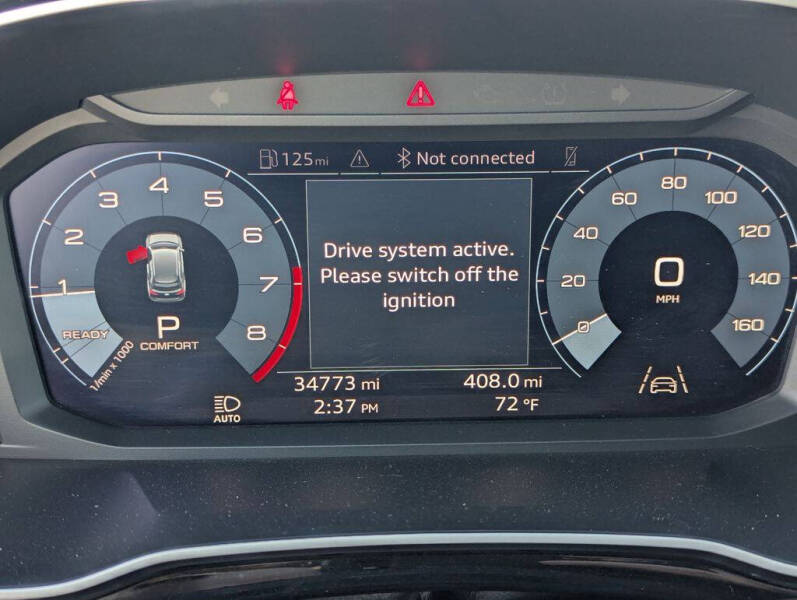 125mi
Not connected
1 2 3 4 5 6 7 8
READY
1/min x 1000
P
COMFORT
Drive system active.
Please switch off the
ignition
0 20 40 60 80 100 120 140 160
0
MPH
34773 mi
408.0 mi
2:37 PM
72 °F
AUTO